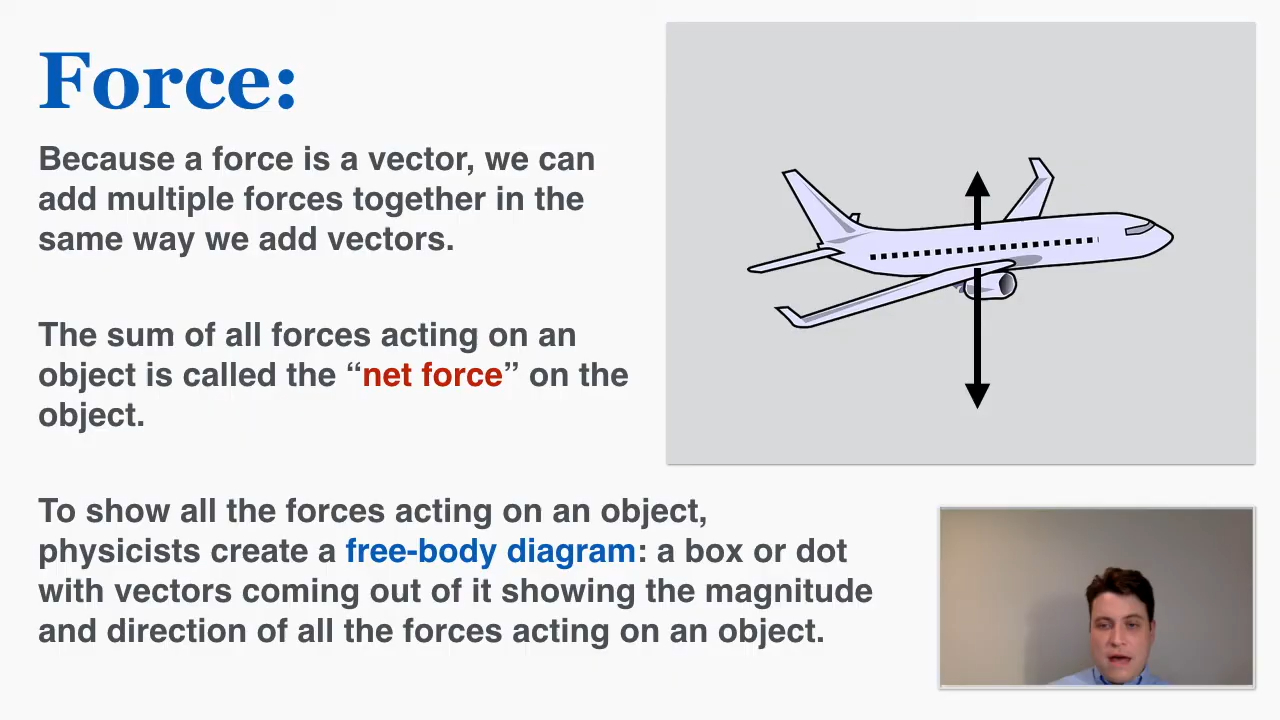 Force:
Because a force is a vector, we can
add multiple forces together in the
same way we add vectors.
The sum of all forces acting on an
object is called the “net force” on the
object.
To show all the forces acting on an object,
physicists create a free-body diagram: a box or dot
with vectors coming out of it showing the magnitude
and direction of all the forces acting on an object.